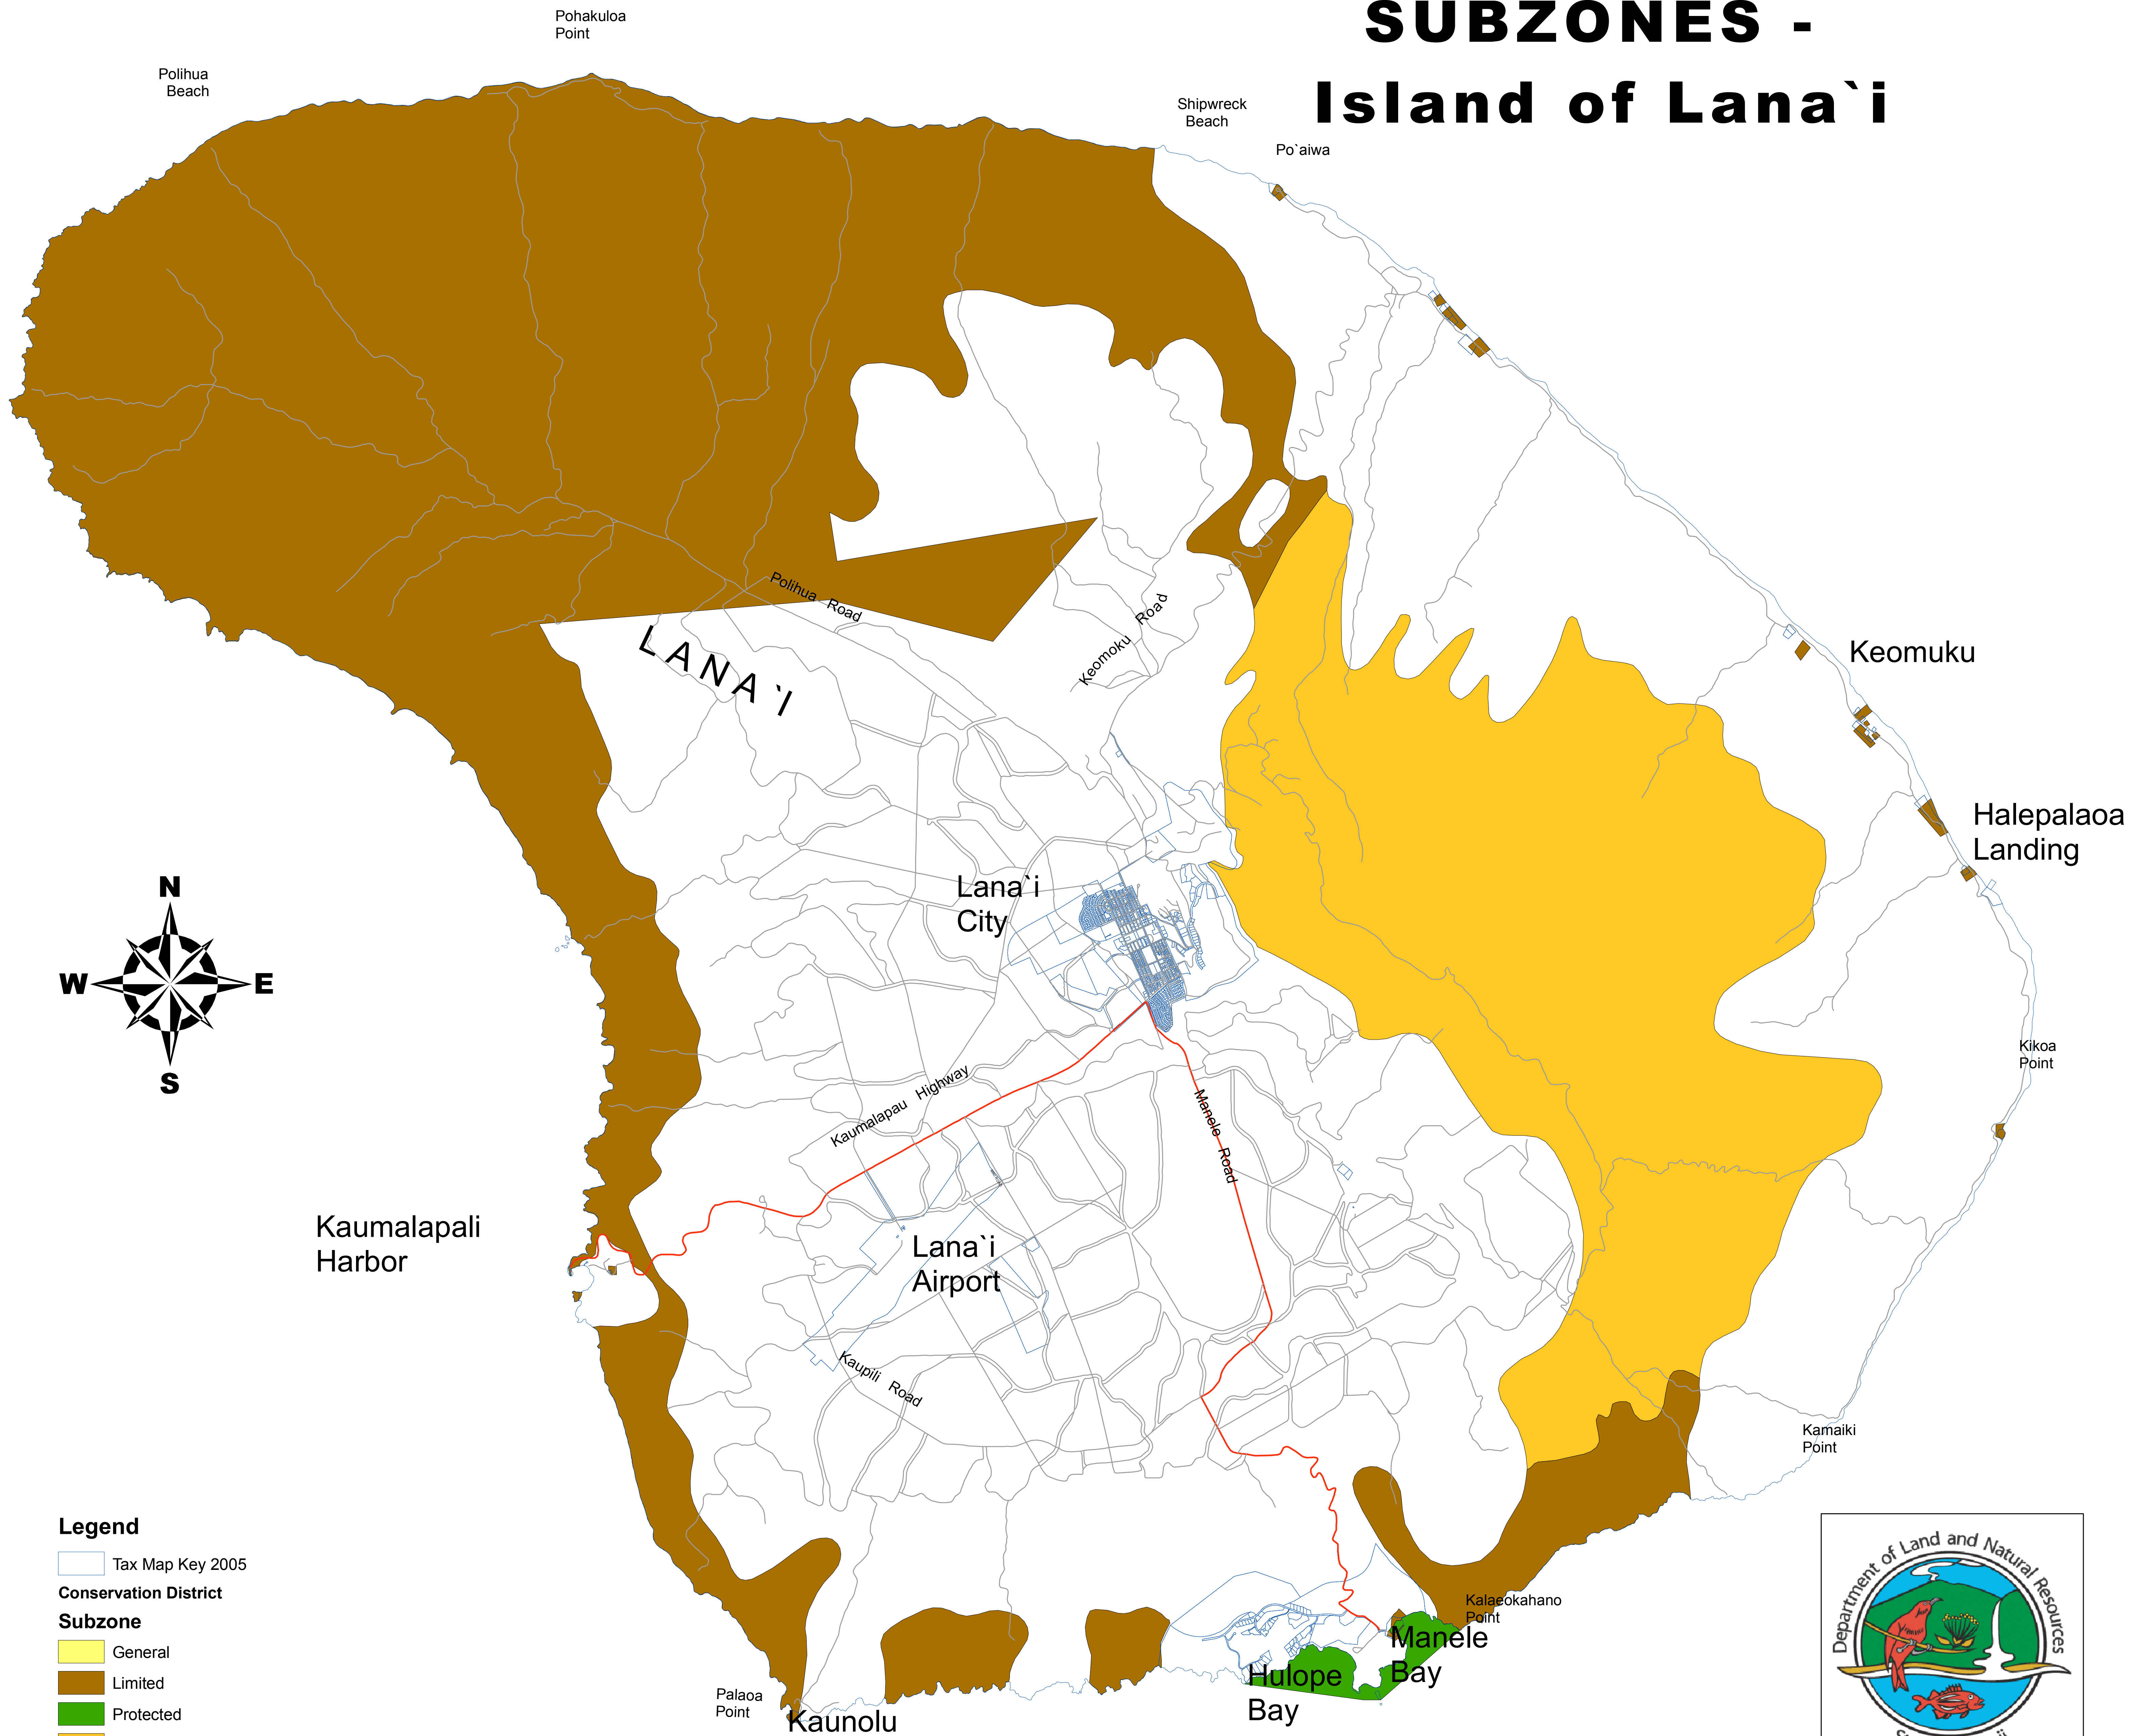 SUBZONES -
Island of Lana`i
Pohakuloa
Point
Polihua
Beach
Shipwreck
Beach
Po`aiwa
Polihua Road
LANA`I
Keomoku Road
Keomuku
Halepalaoa
Landing
Lana`i
City
N
W E
S
Kikoa
Point
Kaumalapau Highway
Manele Road
Kaumalapali
Harbor
Lana`i
Airport
Kaupili Road
Kamaiki
Point
Legend
Tax Map Key 2005
Conservation District
Subzone
General
Limited
Protected
Kalaeokahano
Point
Manele
Bay
Hulope
Bay
Palaoa
Point
Kaunolu
Department of Land and Natural Resources